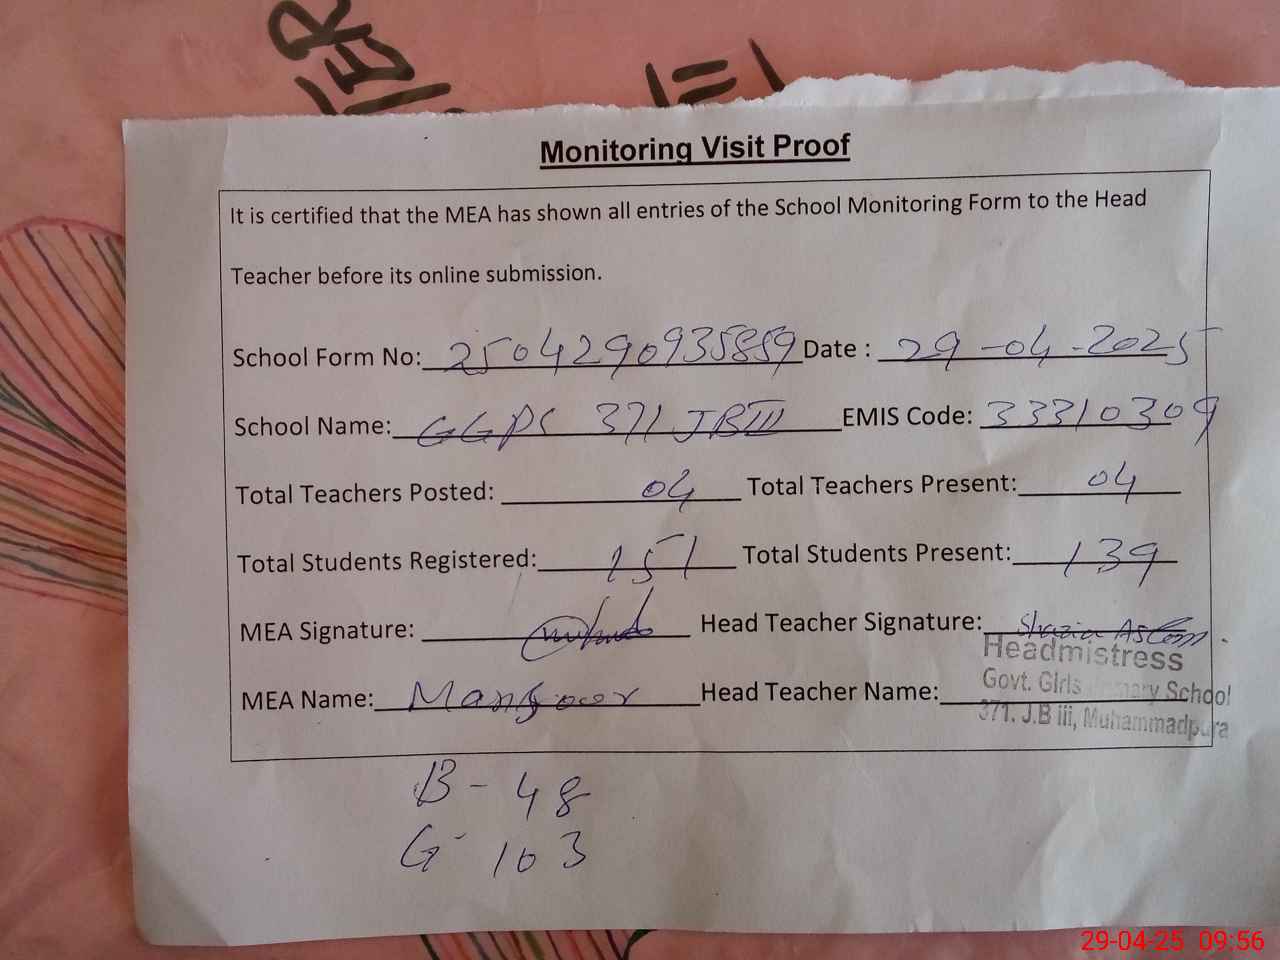 Monitoring Visit Proof
It is certified that the MEA has shown all entries of the School Monitoring Form to the Head
Teacher before its online submission.
School Form No: 2504290935859 Date : 29-04-2025
School Name: GGPS 371 JB III EMIS Code: 33310309
Total Teachers Posted: 04 Total Teachers Present: 04
Total Students Registered: 151 Total Students Present: 139
MEA Signature: Head Teacher Signature: Shazia Aslam
Headmistress
MEA Name: Mansoor Head Teacher Name: Govt. Girls Primary School
371. J.B iii, Muhammadpura
B - 48
G - 103
29-04-25 09:56